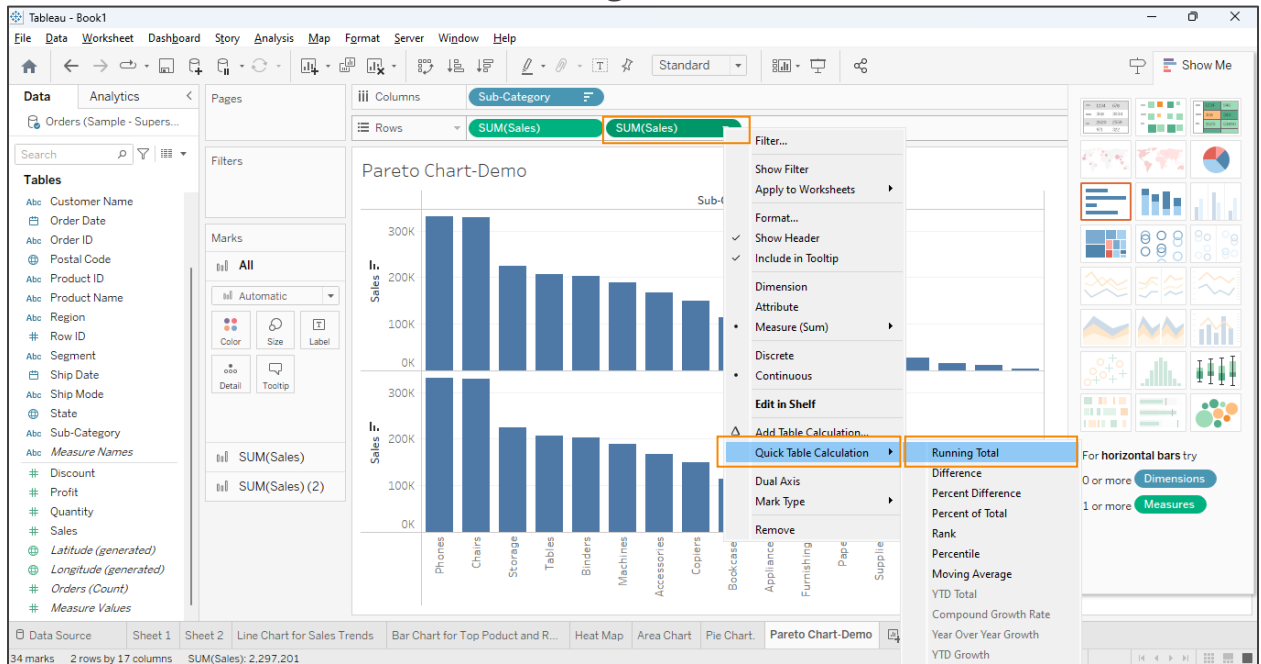 Tableau - Book1
File Data Worksheet Dashboard Story Analysis Map Format Server Window Help
Standard
Show Me
Data Analytics
Orders (Sample - Supers...
Search
Tables
Abc Customer Name
Order Date
Abc Order ID
Postal Code
Abc Product ID
Abc Product Name
Abc Region
# Row ID
Abc Segment
Ship Date
Abc Ship Mode
State
Abc Sub-Category
Abc Measure Names
# Discount
# Profit
# Quantity
# Sales
Latitude (generated)
Longitude (generated)
# Orders (Count)
# Measure Values
Pages
Filters
Marks
All
Automatic
Color Size Label
Detail Tooltip
SUM(Sales)
SUM(Sales) (2)
Columns Sub-Category
Rows SUM(Sales) SUM(Sales)
Pareto Chart-Demo
Sub-
Sales
300K
200K
100K
0K
Sales
300K
200K
100K
0K
Phones
Chairs
Storage
Tables
Binders
Machines
Accessories
Copiers
Bookcase
Appliance
Furnishing
Pape
Supplie
Filter...
Show Filter
Apply to Worksheets
Format...
Show Header
Include in Tooltip
Dimension
Attribute
Measure (Sum)
Discrete
Continuous
Edit in Shelf
Add Table Calculation...
Quick Table Calculation
Dual Axis
Mark Type
Remove
Running Total
Difference
Percent Difference
Percent of Total
Rank
Percentile
Moving Average
YTD Total
Compound Growth Rate
Year Over Year Growth
YTD Growth
For horizontal bars try
0 or more Dimensions
1 or more Measures
Data Source Sheet 1 Sheet 2 Line Chart for Sales Trends Bar Chart for Top Poduct and R... Heat Map Area Chart Pie Chart. Pareto Chart-Demo
34 marks 2 rows by 17 columns SUM(Sales): 2,297,201